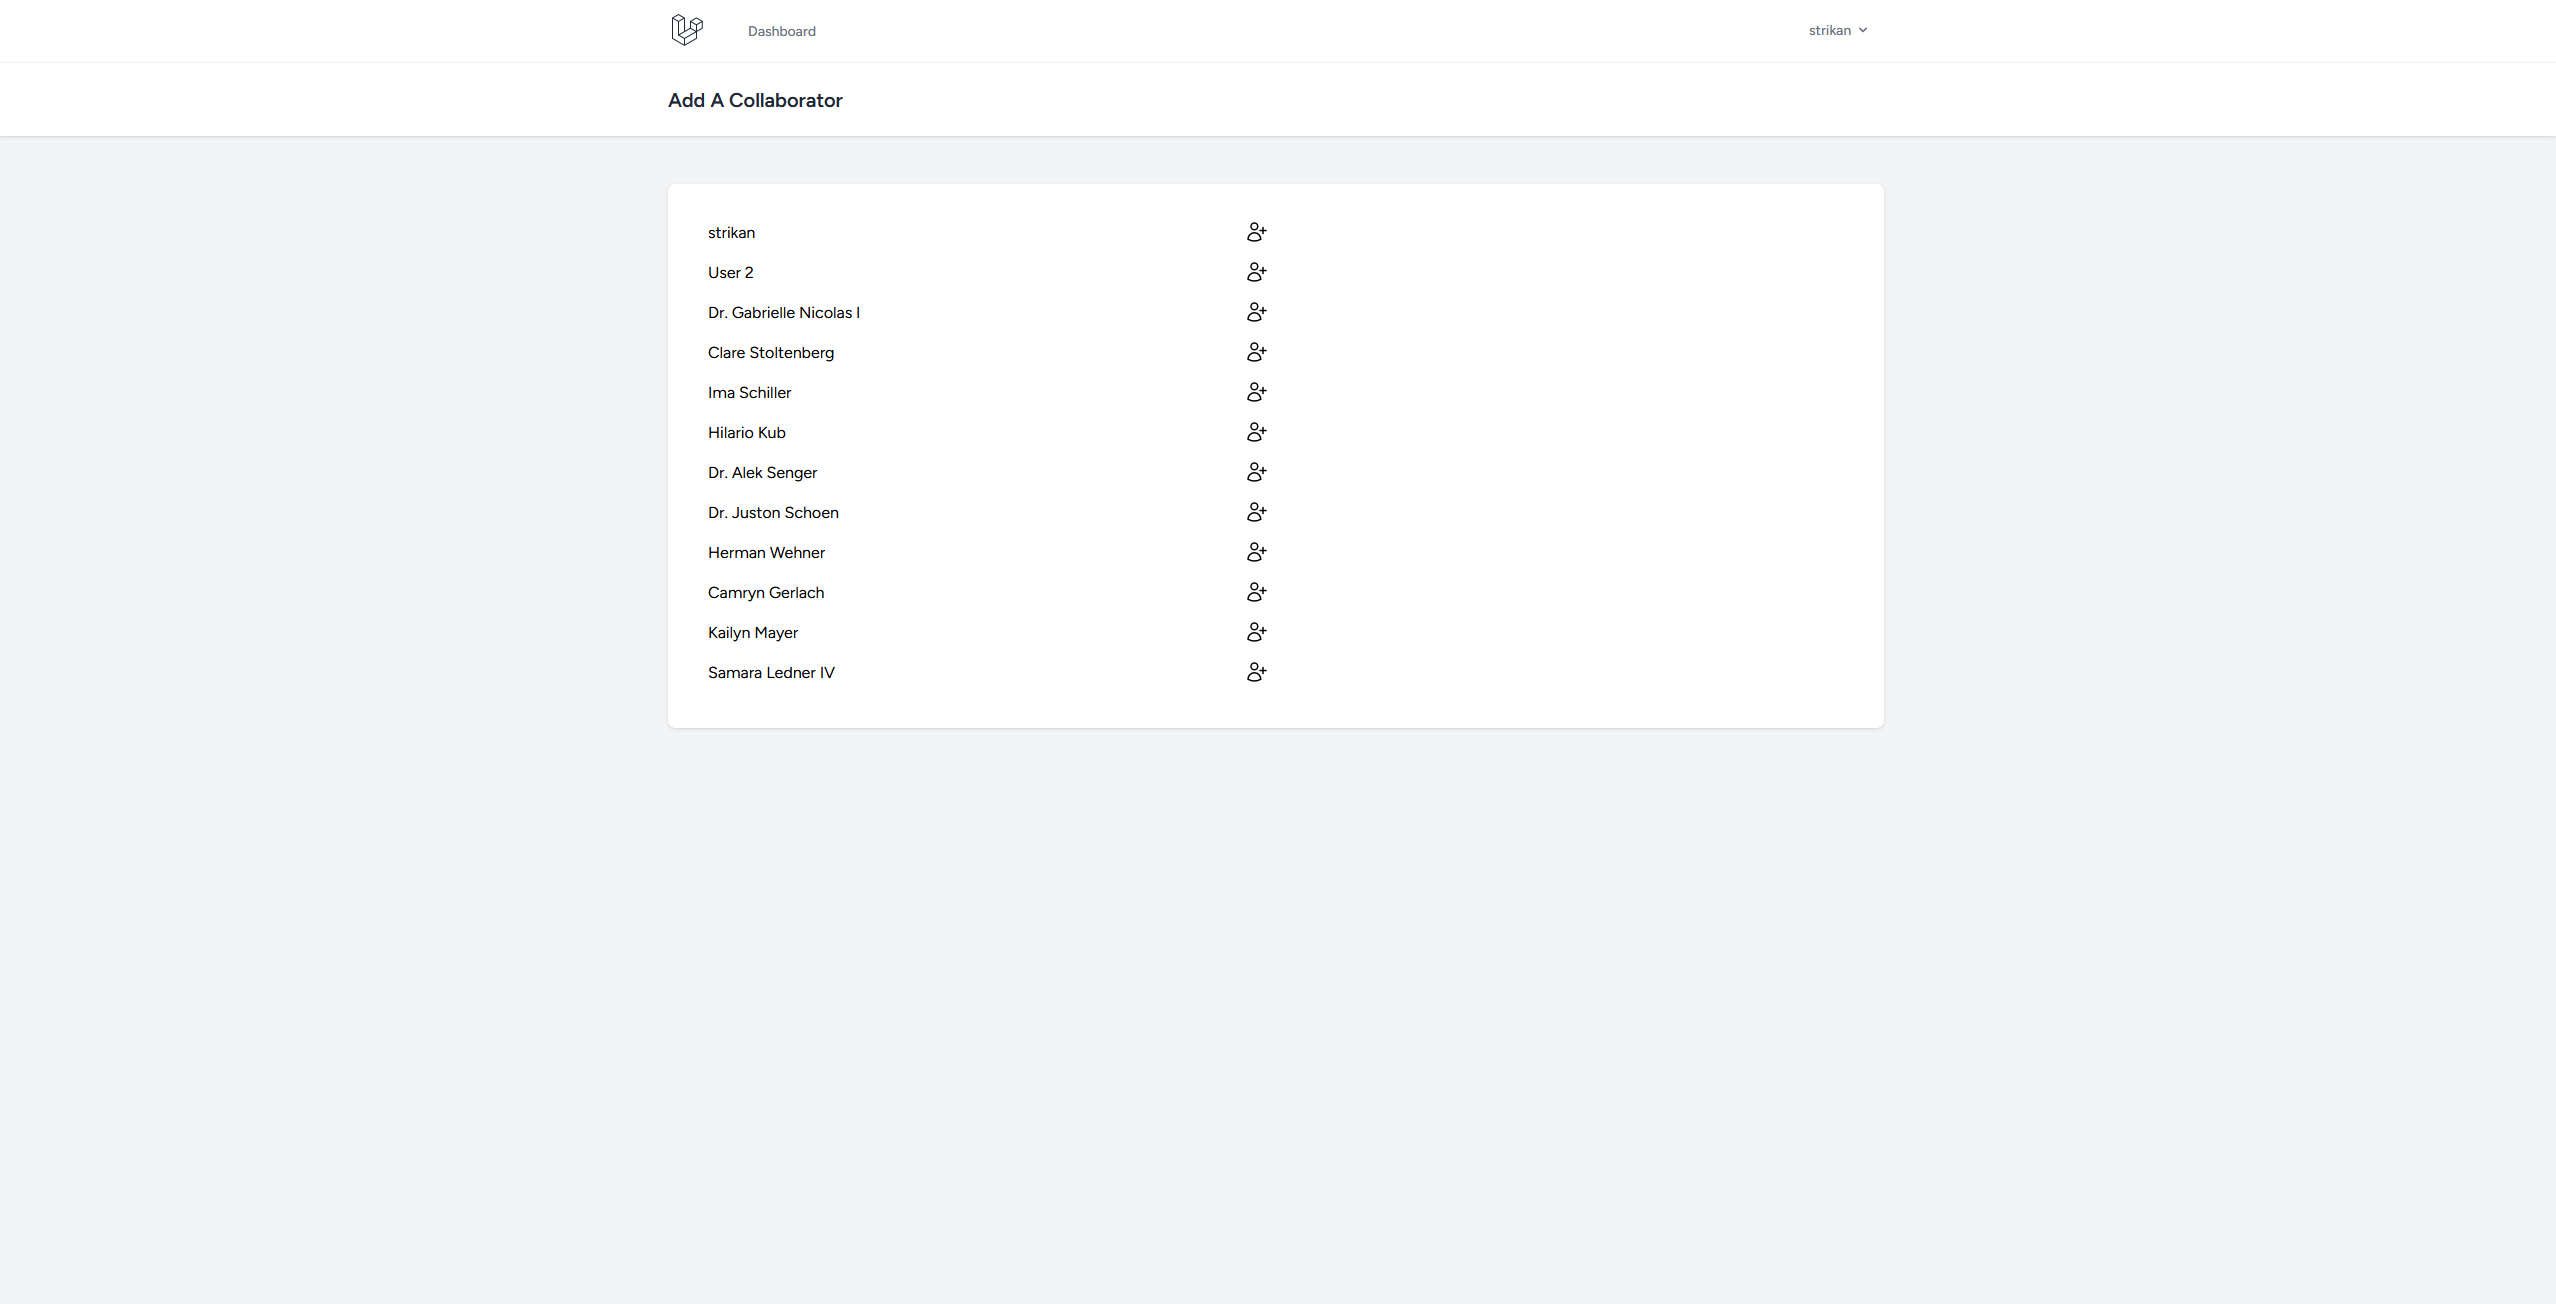 Dashboard
strikan
Add A Collaborator
strikan
User 2
Dr. Gabrielle Nicolas I
Clare Stoltenberg
Ima Schiller
Hilario Kub
Dr. Alek Senger
Dr. Juston Schoen
Herman Wehner
Camryn Gerlach
Kailyn Mayer
Samara Ledner IV